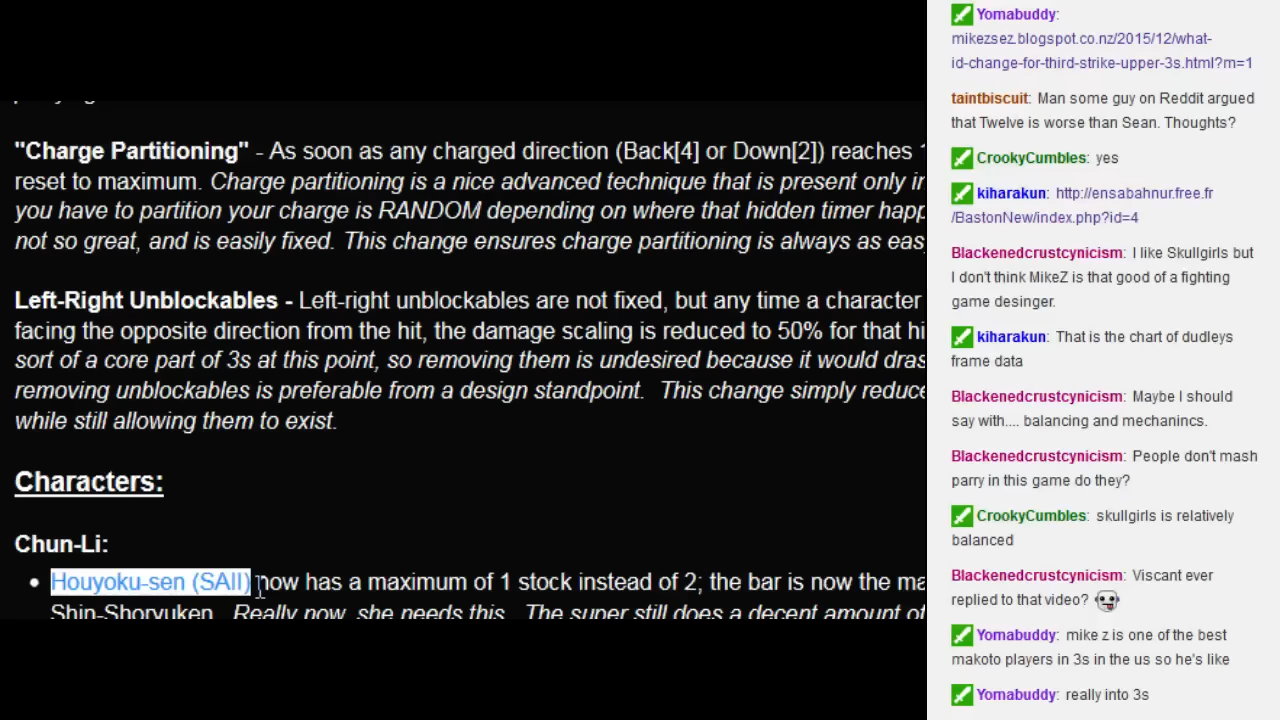 "Charge Partitioning" - As soon as any charged direction (Back[4] or Down[2]) reaches
reset to maximum. Charge partitioning is a nice advanced technique that is present only
you have to partition your charge is RANDOM depending on where that hidden timer
not so great, and is easily fixed. This change ensures charge partitioning is always as
Left-Right Unblockables - Left-right unblockables are not fixed, but any time a character
facing the opposite direction from the hit, the damage scaling is reduced to 50% for that
sort of a core part of 3s at this point, so removing them is undesired because it would
removing unblockables is preferable from a design standpoint. This change simply
while still allowing them to exist.
Characters:
Chun-Li:
• Houyoku-sen (SAII) now has a maximum of 1 stock instead of 2; the bar is now the
Shin-Shoryuken. Really now, she needs this. The super still does a decent amount of
Yomabuddy:
mikezsez.blogspot.co.nz/2015/12/what-
id-change-for-third-strike-upper-3s.html?m=1
taintbiscuit: Man some guy on Reddit argued
that Twelve is worse than Sean. Thoughts?
CrookyCumbles: yes
kiharakun: http://ensabahnur.free.fr
/BastonNew/index.php?id=4
Blackenedcrustcynicism: I like Skullgirls but
I don't think MikeZ is that good of a fighting
game desinger.
kiharakun: That is the chart of dudleys
frame data
Blackenedcrustcynicism: Maybe I should
say with.... balancing and mechanincs.
Blackenedcrustcynicism: People don't mash
parry in this game do they?
CrookyCumbles: skullgirls is relatively
balanced
Blackenedcrustcynicism: Viscant ever
replied to that video?
Yomabuddy: mike z is one of the best
makoto players in 3s in the us so he's like
Yomabuddy: really into 3s